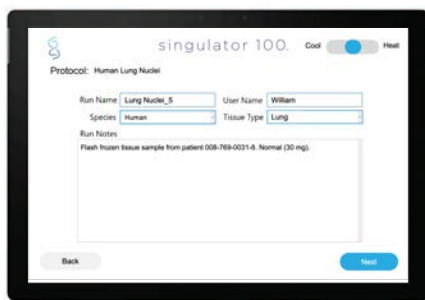 singulator 100.
Cool
Heat
Protocol: Human Lung Nuclei
Run Name Lung Nuclei_5 User Name William
Species Human Tissue Type Lung
Run Notes
Flash frozen tissue sample from patient 008-769-0031-8. Normal (30 mg).
Back
Next